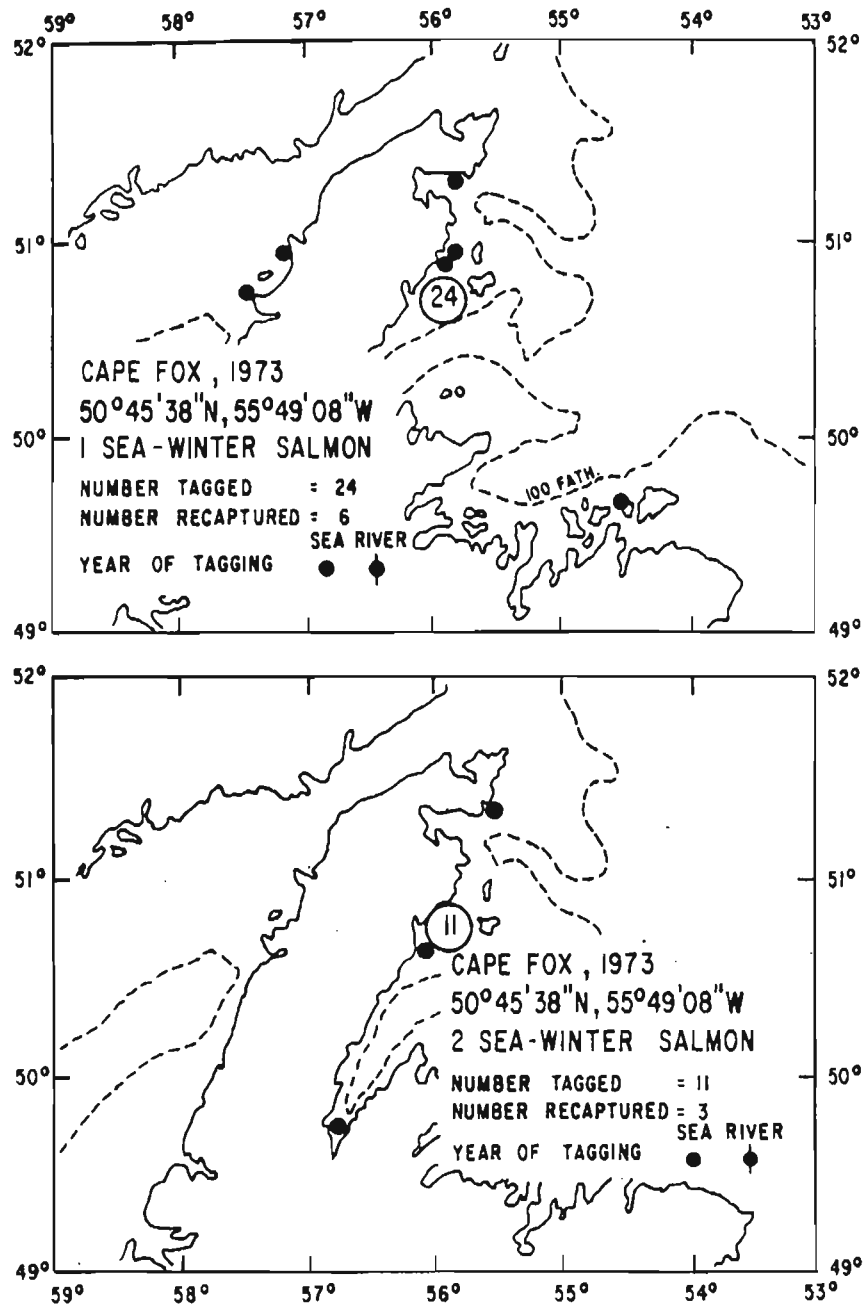 59° 58° 57° 56° 55° 54° 53°
52° 52°
51° 51°
24
CAPE FOX, 1973
50°45'38"N, 55°49'08"W
1 SEA-WINTER SALMON
50° 50°
100 FATH.
NUMBER TAGGED = 24
NUMBER RECAPTURED = 6
SEA RIVER
YEAR OF TAGGING
49° 49°
52° 52°
51° 51°
11
CAPE FOX, 1973
50°45'38"N, 55°49'08"W
2 SEA-WINTER SALMON
50° 50°
NUMBER TAGGED = 11
NUMBER RECAPTURED = 3
SEA RIVER
YEAR OF TAGGING
49° 49°
59° 58° 57° 56° 55° 54° 53°